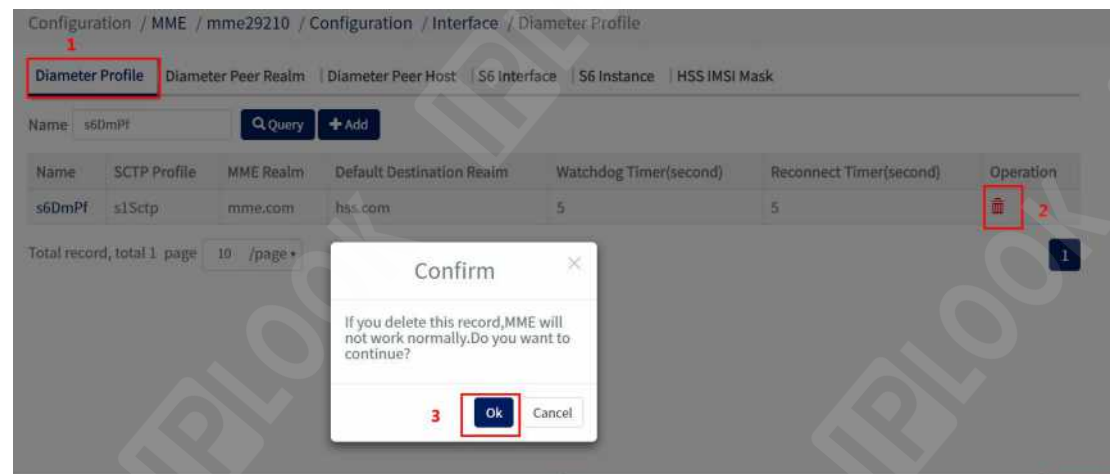 Configuration / MME / mme29210 / Configuration / Interface / Diameter Profile
1
Diameter Profile Diameter Peer Realm | Diameter Peer Host | S6 Interface | S6 Instance | HSS IMSI Mask
Name s6DmPf Query + Add
Name SCTP Profile MME Realm Default Destination Realm Watchdog Timer(second) Reconnect Timer(second) Operation
s6DmPf s1Sctp mme.com hss.com 5 5 2
Total record, total 1 page 10 /page 1
Confirm ×
If you delete this record,MME will
not work normally.Do you want to
continue?
3 Ok Cancel
IPLOOK
IPLOOK
IPLOOK
IPLOOK